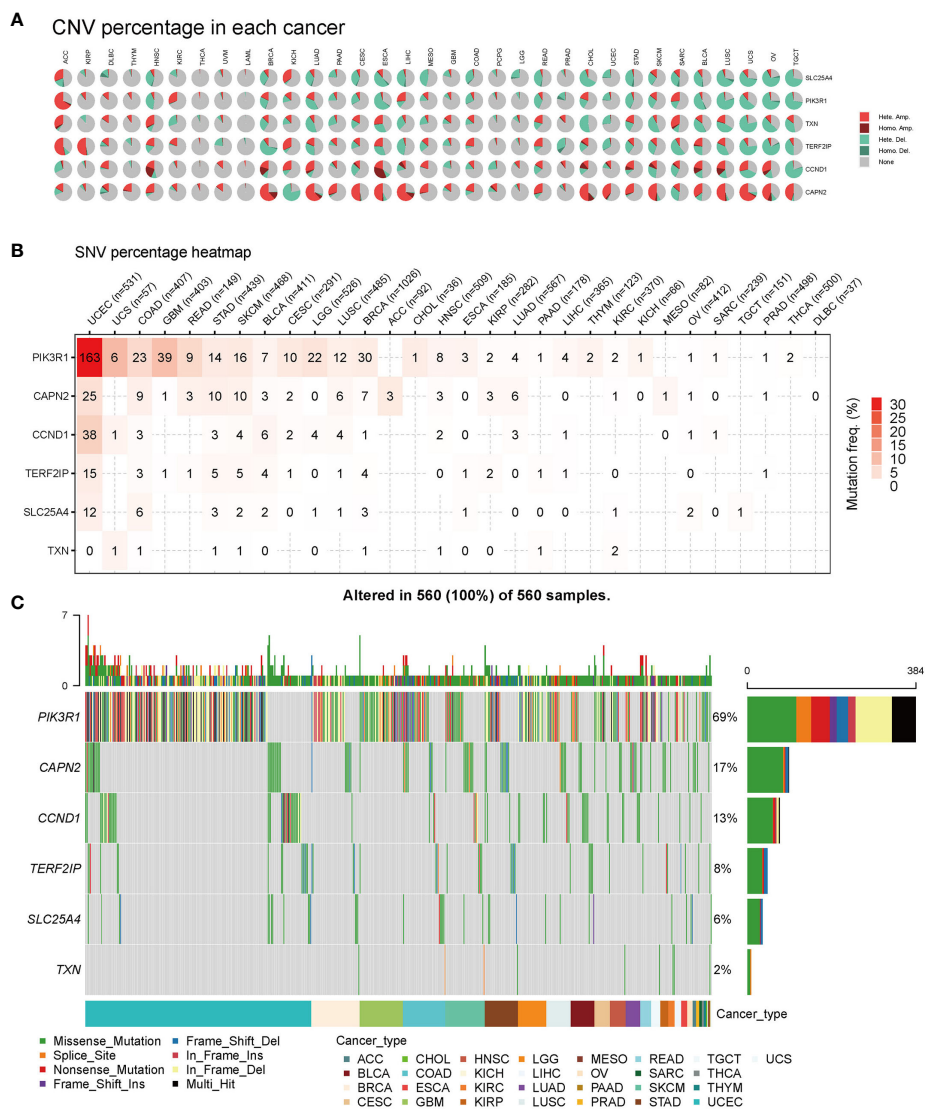 A
CNV percentage in each cancer
ACC KIRP DLBC THYM HNSC KIRC THCA UVM LAML BRCA KICH LUAD PAAD CESC ESCA LIHC MESO GBM COAD PCPG LGG READ PRAD CHOL UCEC STAD SKCM SARC BLCA LUSC UCS OV TGCT
SLC25A4
PIK3R1
TXN
TERF2IP
CCND1
CAPN2
Hete. Amp.
Homo. Amp.
Hete. Del.
Homo. Del.
None
B
SNV percentage heatmap
UCEC (n=531) UCS (n=57) COAD (n=407) GBM (n=403) READ (n=149) STAD (n=439) SKCM (n=468) BLCA (n=411) CESC (n=291) LGG (n=526) LUSC (n=485) BRCA (n=1026) ACC (n=92) CHOL (n=36) HNSC (n=509) ESCA (n=185) KIRP (n=282) LUAD (n=567) PAAD (n=178) LIHC (n=365) THYM (n=123) KIRC (n=370) KICH (n=66) MESO (n=82) OV (n=412) SARC (n=239) TGCT (n=151) PRAD (n=498) THCA (n=500) DLBC (n=37)
PIK3R1 163 6 23 39 9 14 16 7 10 22 12 30 1 8 3 2 4 1 4 2 2 1 1 1 1 2
CAPN2 25 9 1 3 10 10 3 2 0 6 7 3 3 0 3 6 0 1 0 1 1 0 1 0
CCND1 38 1 3 3 4 6 2 4 4 1 2 0 3 1 0 1 1
TERF2IP 15 3 1 1 5 5 4 1 0 1 4 1 2 0 1 1 0 0 1
SLC25A4 12 6 3 2 2 0 1 1 3 1 0 0 1 2 0 1
TXN 0 1 1 1 1 0 0 1 1 0 1 2
Mutation freq. (%)
30
25
20
15
10
5
0
C
Altered in 560 (100%) of 560 samples.
7
0
0 384
PIK3R1 69%
CAPN2 17%
CCND1 13%
TERF2IP 8%
SLC25A4 6%
TXN 2%
Cancer_type
Missense_Mutation Frame_Shift_Del
Splice_Site In_Frame_Ins
Nonsense_Mutation In_Frame_Del
Frame_Shift_Ins Multi_Hit
Cancer_type
ACC CHOL HNSC LGG MESO READ TGCT UCS
BLCA COAD KICH LIHC OV SARC THCA
BRCA ESCA KIRC LUAD PAAD SKCM THYM
CESC GBM KIRP LUSC PRAD STAD UCEC